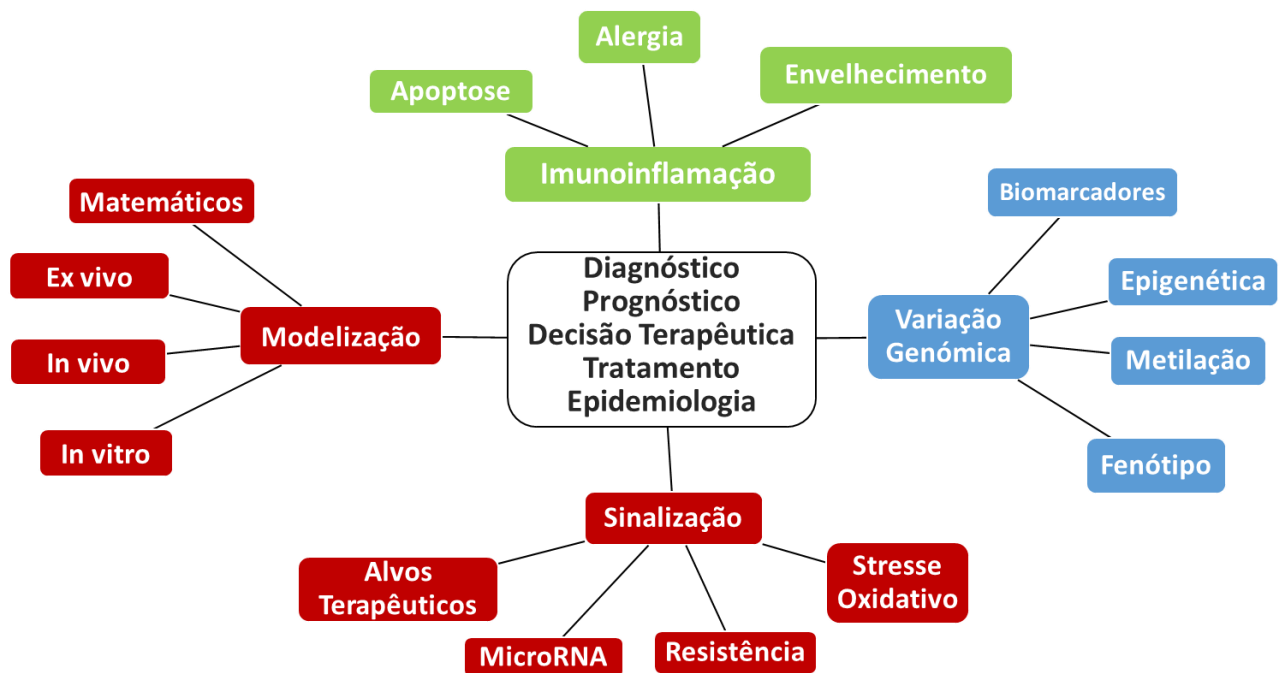 Alergia
Envelhecimento
Apoptose
Imunoinflamação
Matemáticos
Ex vivo
In vivo
In vitro
Modelização
Diagnóstico
Prognóstico
Decisão Terapêutica
Tratamento
Epidemiologia
Variação
Genómica
Biomarcadores
Epigenética
Metilação
Fenótipo
Sinalização
Alvos
Terapêuticos
MicroRNA
Resistência
Stresse
Oxidativo